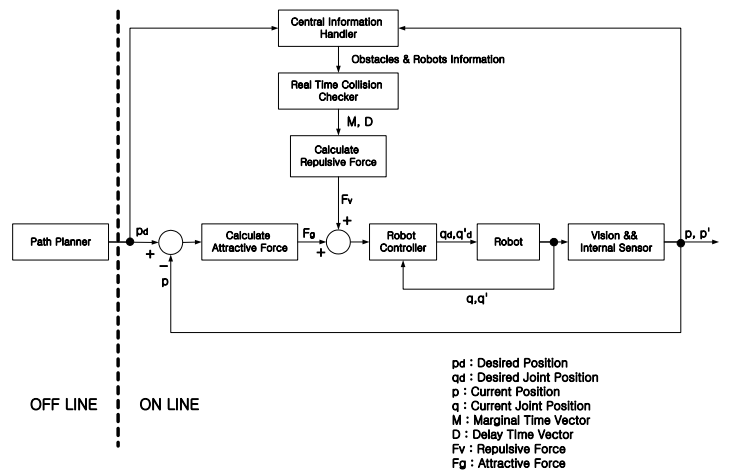 Central Information
Handler
Obstacles & Robots Information
Real Time Collision
Checker
M, D
Calculate
Repulsive Force
Fv
+
Path Planner
pd
+
−
p
Calculate
Attractive Force
Fg
+
Robot
Controller
qd,q'd
Robot
Vision &&
Internal Sensor
p, p'
q,q'
OFF LINE
ON LINE
pd : Desired Position
qd : Desired Joint Position
p : Current Position
q : Current Joint Position
M : Marginal Time Vector
D : Delay Time Vector
Fv : Repulsive Force
Fg : Attractive Force